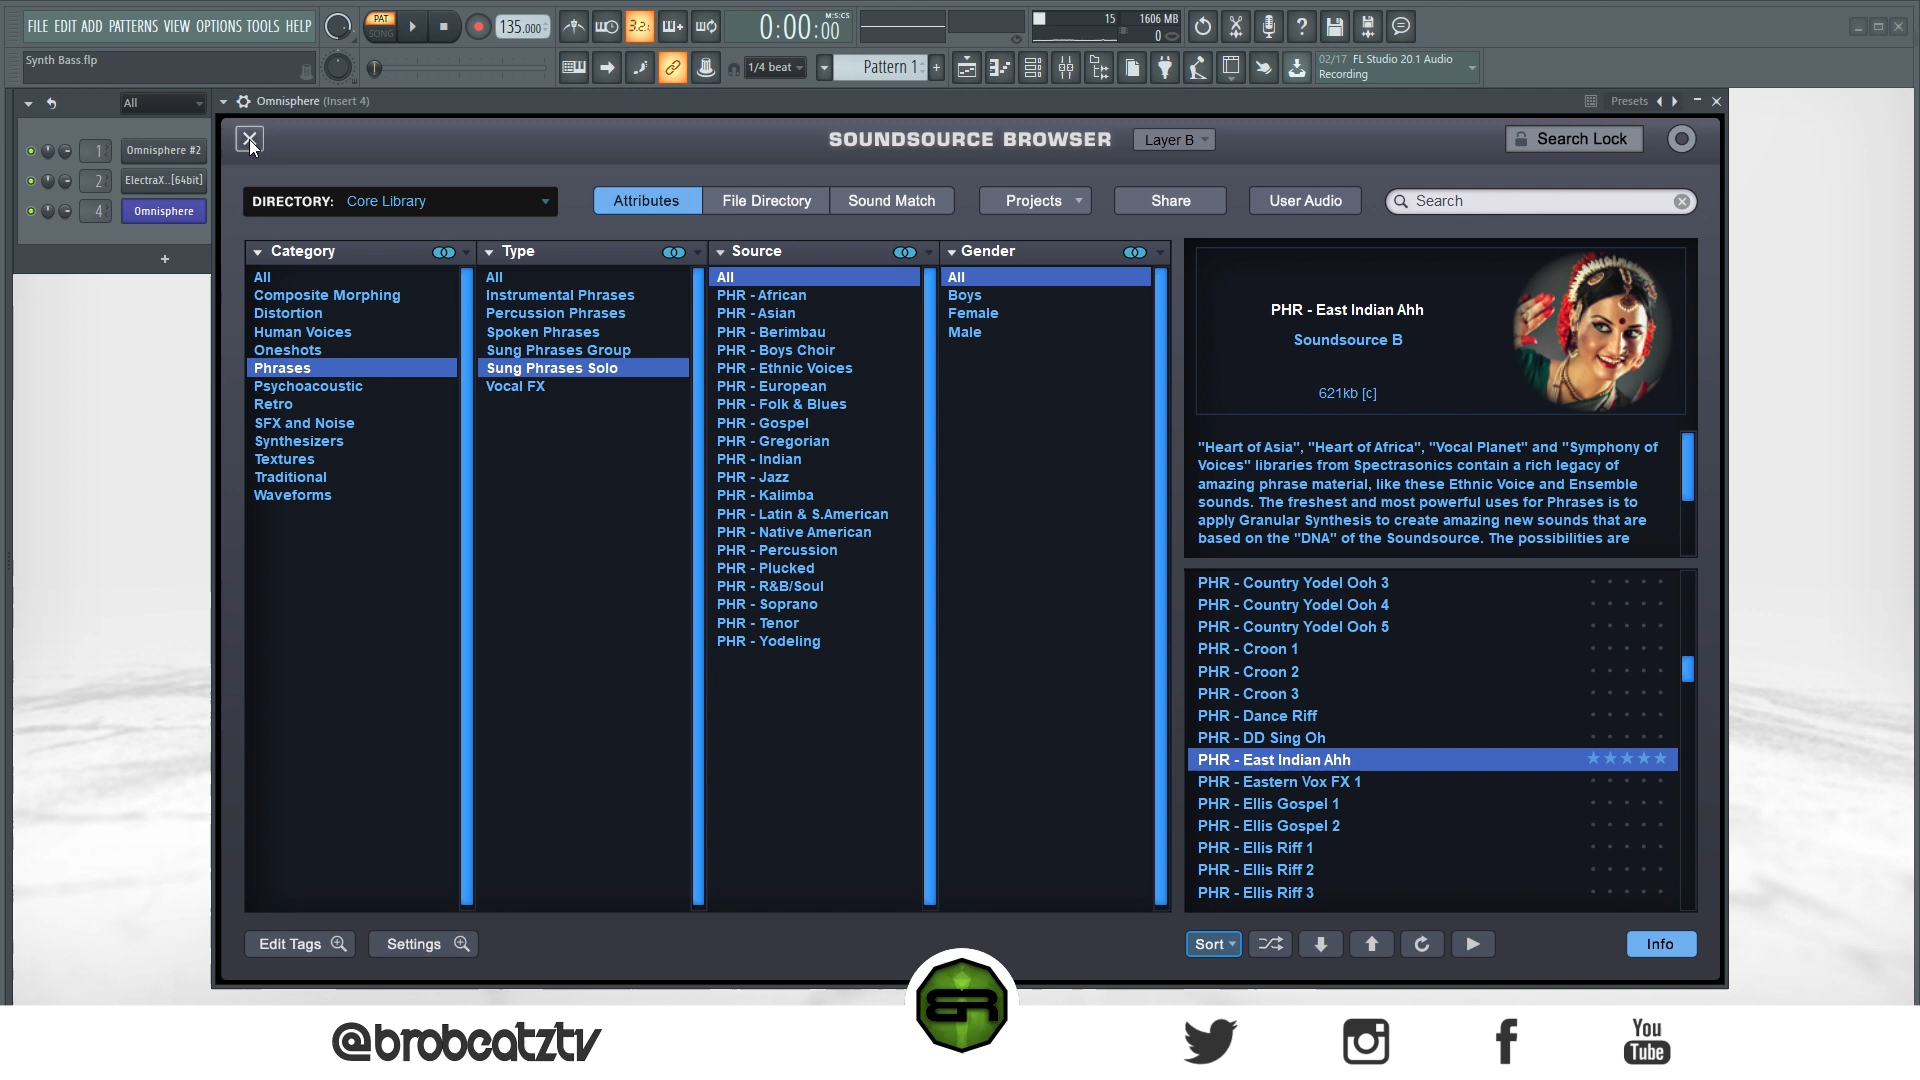 FILE EDIT ADD PATTERNS VIEW OPTIONS TOOLS HELP
PAT
SONG
135.000
3.2.
0:00:00
M:S:CS
15
1606 MB
0
Synth Bass.flp
1/4 beat
Pattern 1
+
02/17 FL Studio 20.1 Audio
Recording
All
Omnisphere (Insert 4)
Presets
1
Omnisphere #2
2
ElectraX..[64bit]
4
Omnisphere
+
SOUNDSOURCE BROWSER
Layer B
Search Lock
DIRECTORY: Core Library
Attributes
File Directory
Sound Match
Projects
Share
User Audio
Search
Category
All
Composite Morphing
Distortion
Human Voices
Oneshots
Phrases
Psychoacoustic
Retro
SFX and Noise
Synthesizers
Textures
Traditional
Waveforms
Type
All
Instrumental Phrases
Percussion Phrases
Spoken Phrases
Sung Phrases Group
Sung Phrases Solo
Vocal FX
Source
All
PHR - African
PHR - Asian
PHR - Berimbau
PHR - Boys Choir
PHR - Ethnic Voices
PHR - European
PHR - Folk & Blues
PHR - Gospel
PHR - Gregorian
PHR - Indian
PHR - Jazz
PHR - Kalimba
PHR - Latin & S.American
PHR - Native American
PHR - Percussion
PHR - Plucked
PHR - R&B/Soul
PHR - Soprano
PHR - Tenor
PHR - Yodeling
Gender
All
Boys
Female
Male
PHR - East Indian Ahh
Soundsource B
621kb [c]
"Heart of Asia", "Heart of Africa", "Vocal Planet" and "Symphony of
Voices" libraries from Spectrasonics contain a rich legacy of
amazing phrase material, like these Ethnic Voice and Ensemble
sounds. The freshest and most powerful uses for Phrases is to
apply Granular Synthesis to create amazing new sounds that are
based on the "DNA" of the Soundsource. The possibilities are
PHR - Country Yodel Ooh 3
PHR - Country Yodel Ooh 4
PHR - Country Yodel Ooh 5
PHR - Croon 1
PHR - Croon 2
PHR - Croon 3
PHR - Dance Riff
PHR - DD Sing Oh
PHR - East Indian Ahh
PHR - Eastern Vox FX 1
PHR - Ellis Gospel 1
PHR - Ellis Gospel 2
PHR - Ellis Riff 1
PHR - Ellis Riff 2
PHR - Ellis Riff 3
Edit Tags
Settings
Sort
Info
BR
@brobeatztv
You
Tube